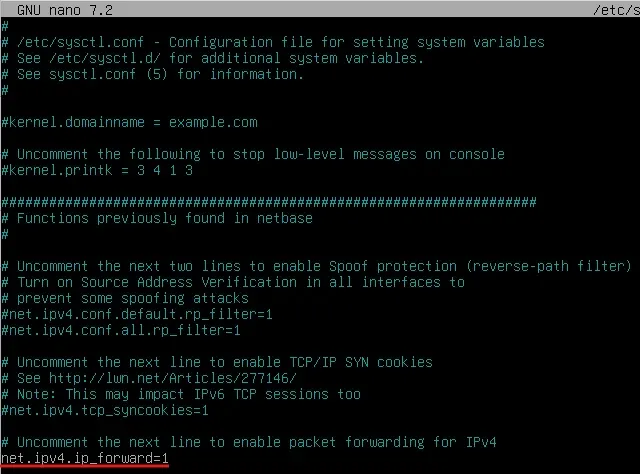 GNU nano 7.2 /etc/s
#
# /etc/sysctl.conf - Configuration file for setting system variables
# See /etc/sysctl.d/ for additional system variables.
# See sysctl.conf (5) for information.
#
#kernel.domainname = example.com
# Uncomment the following to stop low-level messages on console
#kernel.printk = 3 4 1 3
###################################################################
# Functions previously found in netbase
#
# Uncomment the next two lines to enable Spoof protection (reverse-path filter)
# Turn on Source Address Verification in all interfaces to
# prevent some spoofing attacks
#net.ipv4.conf.default.rp_filter=1
#net.ipv4.conf.all.rp_filter=1
# Uncomment the next line to enable TCP/IP SYN cookies
# See http://lwn.net/Articles/277146/
# Note: This may impact IPv6 TCP sessions too
#net.ipv4.tcp_syncookies=1
# Uncomment the next line to enable packet forwarding for IPv4
net.ipv4.ip_forward=1